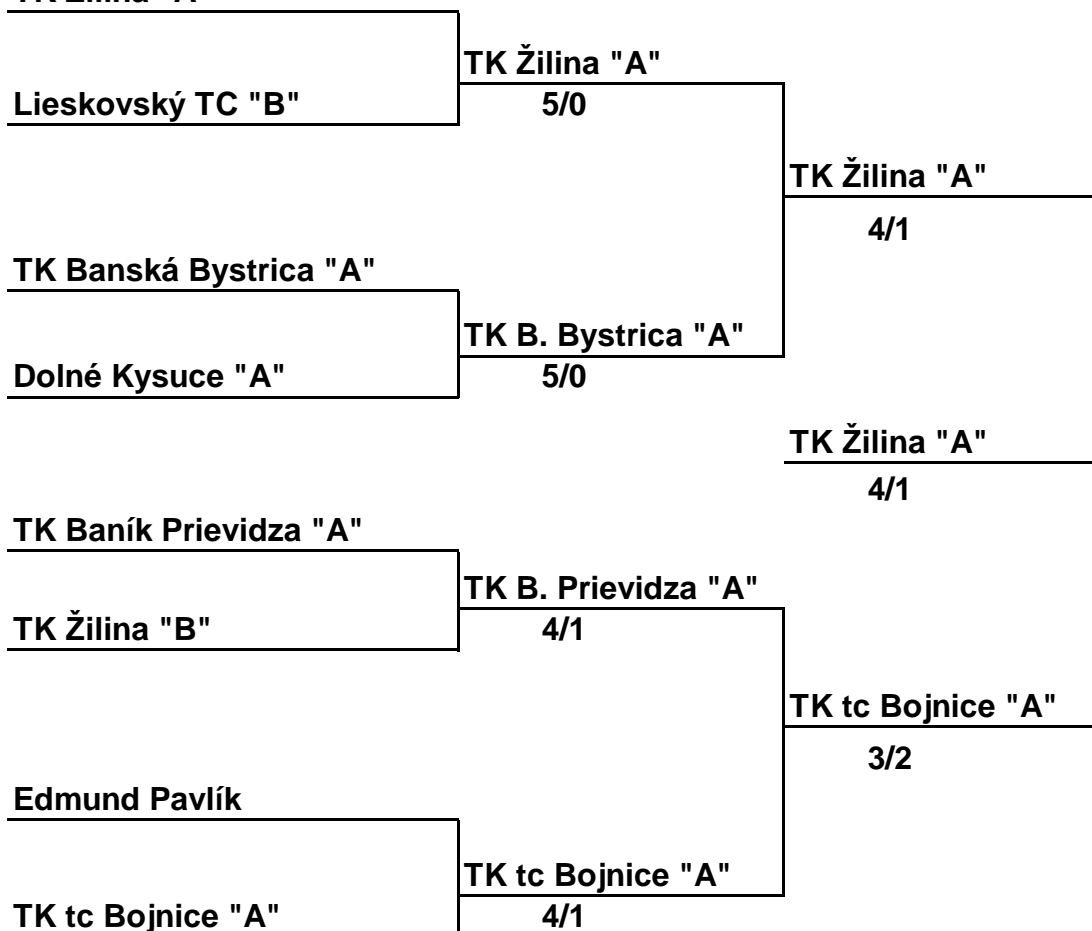 TK Žilina "A"
TK Žilina "A"
Lieskovský TC "B"
5/0
TK Žilina "A"
4/1
TK Banská Bystrica "A"
TK B. Bystrica "A"
Dolné Kysuce "A"
5/0
TK Žilina "A"
4/1
TK Baník Prievidza "A"
TK B. Prievidza "A"
TK Žilina "B"
4/1
TK tc Bojnice "A"
3/2
Edmund Pavlík
TK tc Bojnice "A"
TK tc Bojnice "A"
4/1